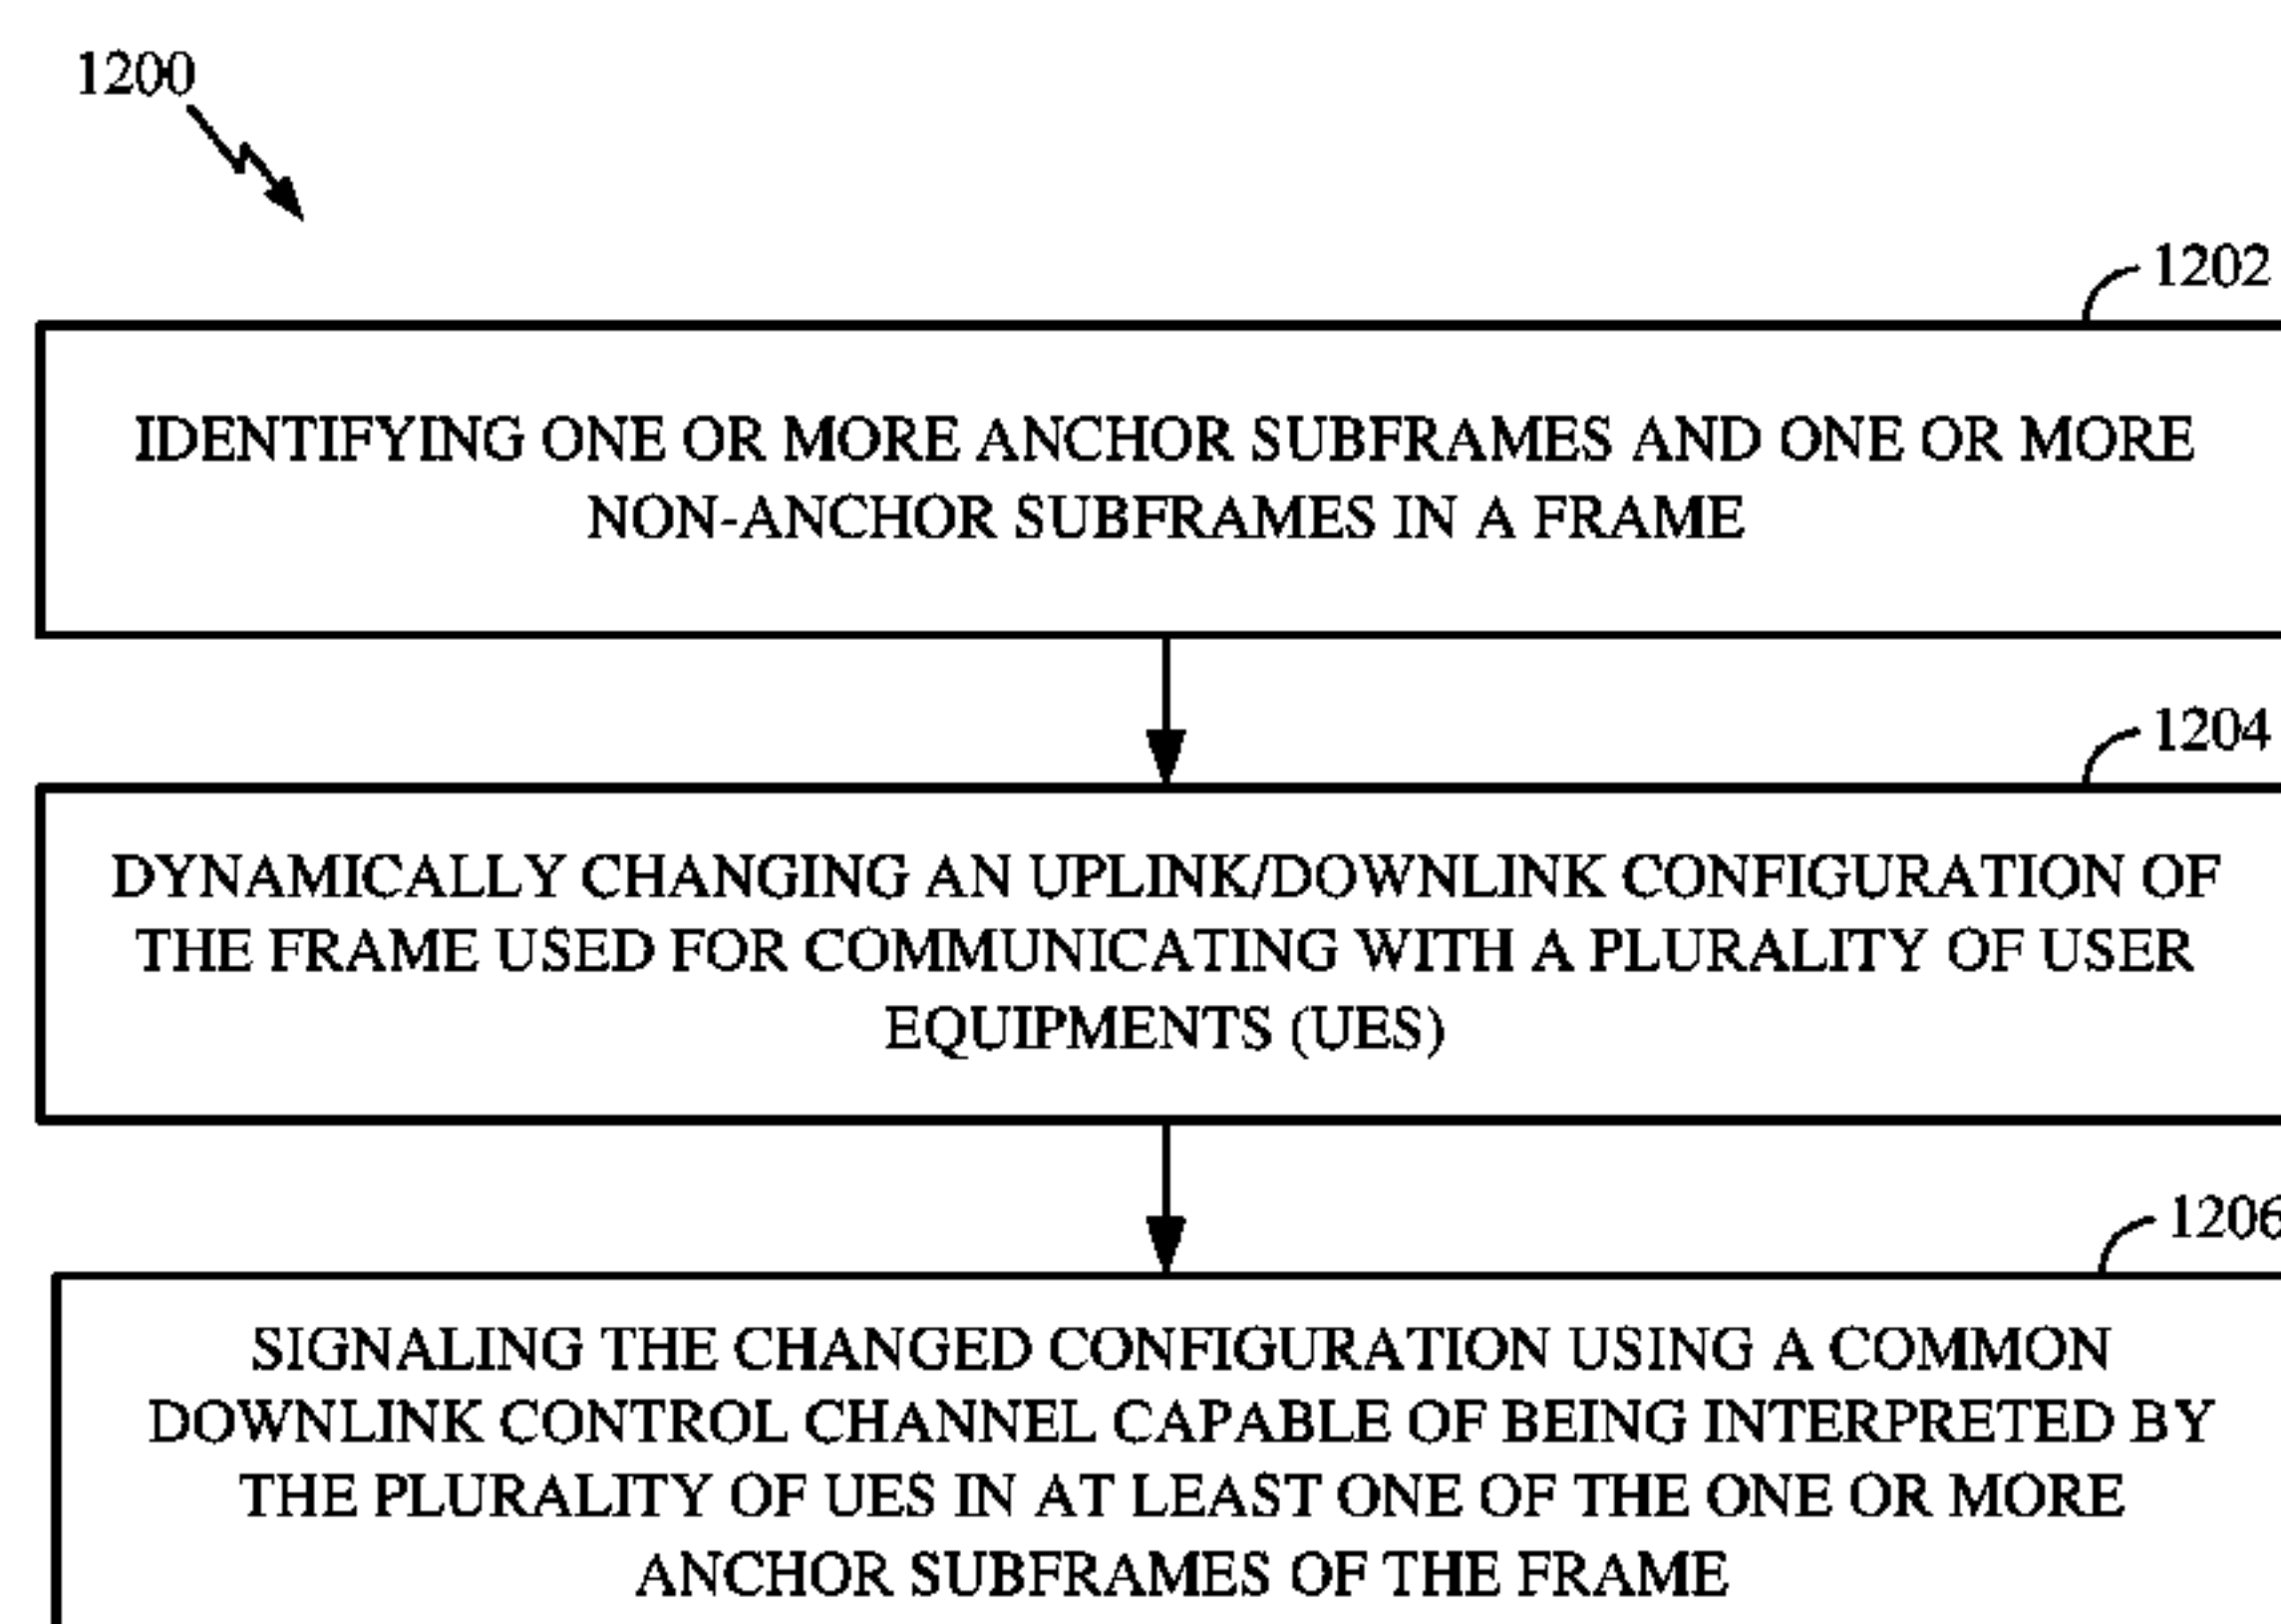 1200
1202
IDENTIFYING ONE OR MORE ANCHOR SUBFRAMES AND ONE OR MORE
NON-ANCHOR SUBFRAMES IN A FRAME
1204
DYNAMICALLY CHANGING AN UPLINK/DOWNLINK CONFIGURATION OF
THE FRAME USED FOR COMMUNICATING WITH A PLURALITY OF USER
EQUIPMENTS (UES)
1206
SIGNALING THE CHANGED CONFIGURATION USING A COMMON
DOWNLINK CONTROL CHANNEL CAPABLE OF BEING INTERPRETED BY
THE PLURALITY OF UES IN AT LEAST ONE OF THE ONE OR MORE
ANCHOR SUBFRAMES OF THE FRAME